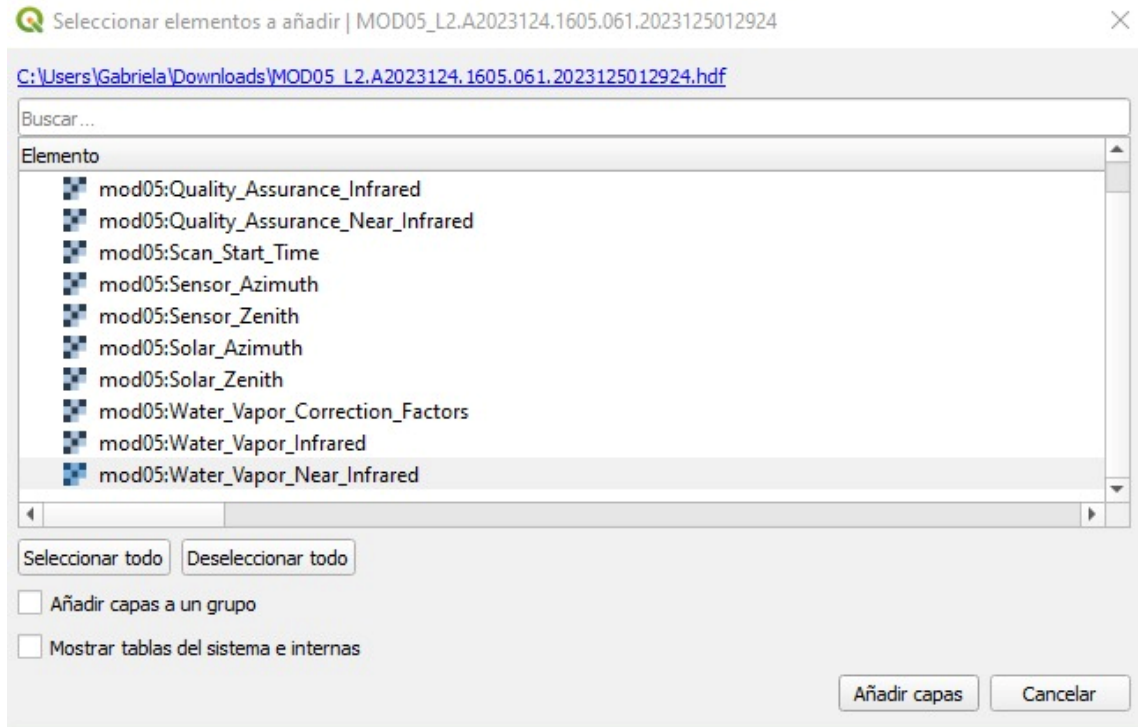 Seleccionar elementos a añadir | MOD05_L2.A2023124.1605.061.2023125012924
C:\Users\Gabriela\Downloads\MOD05_L2.A2023124.1605.061.2023125012924.hdf
Buscar...
Elemento
mod05:Quality_Assurance_Infrared
mod05:Quality_Assurance_Near_Infrared
mod05:Scan_Start_Time
mod05:Sensor_Azimuth
mod05:Sensor_Zenith
mod05:Solar_Azimuth
mod05:Solar_Zenith
mod05:Water_Vapor_Correction_Factors
mod05:Water_Vapor_Infrared
mod05:Water_Vapor_Near_Infrared
Seleccionar todo Deseleccionar todo
Añadir capas a un grupo
Mostrar tablas del sistema e internas
Añadir capas Cancelar